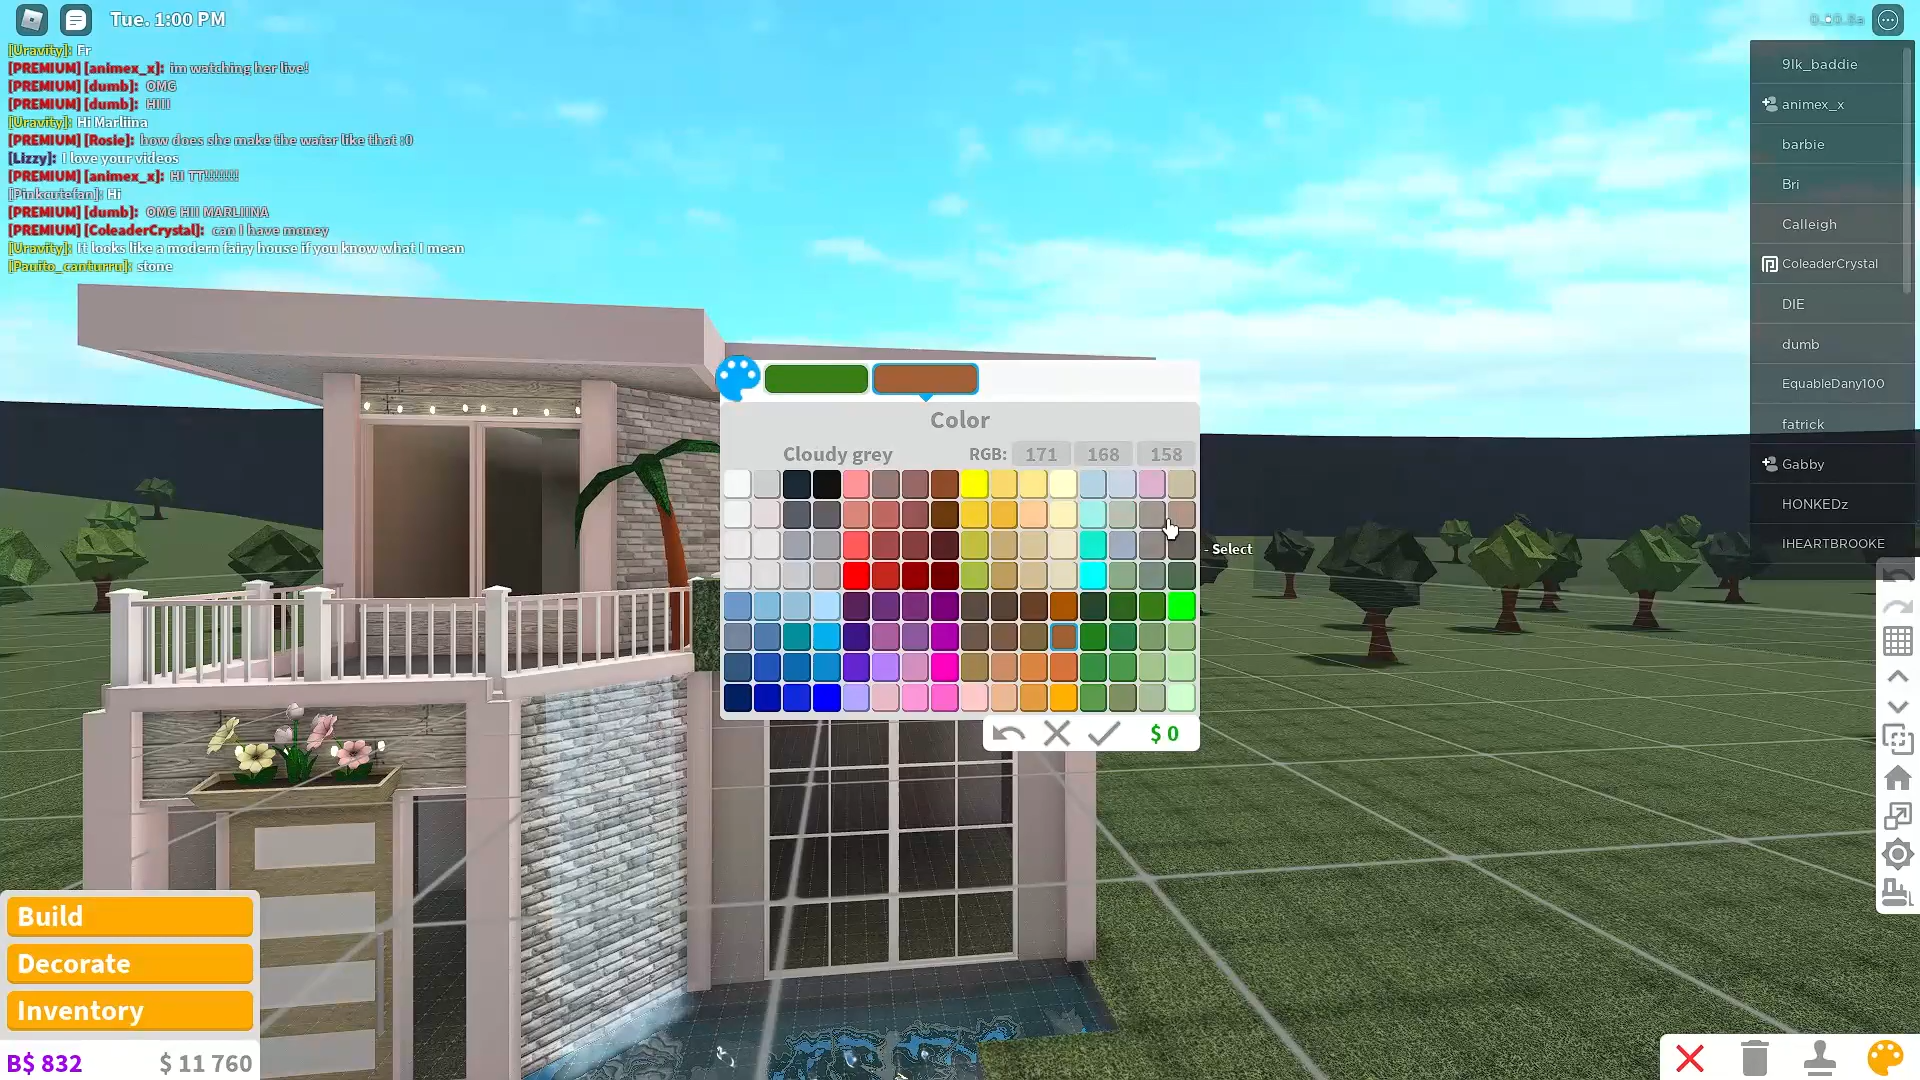 Tue. 1:00 PM
[Uravity]: Fr
[PREMIUM] [animex_x]: im watching her live!
[PREMIUM] [dumb]: OMG
[PREMIUM] [dumb]: HIII
[Uravity]: Hi Marliina
[PREMIUM] [Rosie]: how does she make the water like that :0
[Lizzy]: I love your videos
[PREMIUM] [animex_x]: HI TT!!!!!!!
[Pinkcutefan]: Hi
[PREMIUM] [dumb]: OMG HII MARLIINA
[PREMIUM] [ColeaderCrystal]: can I have money
[Uravity]: It looks like a modern fairy house if you know what I mean
[Pauito_canturru]: stone
9lk_baddie
animex_x
barbie
Bri
Calleigh
ColeaderCrystal
DIE
dumb
EquableDany100
fatrick
Gabby
HONKEDz
IHEARTBROOKE
Color
Cloudy grey RGB: 171 168 158
- Select
$ 0
Build
Decorate
Inventory
B$ 832 $ 11 760